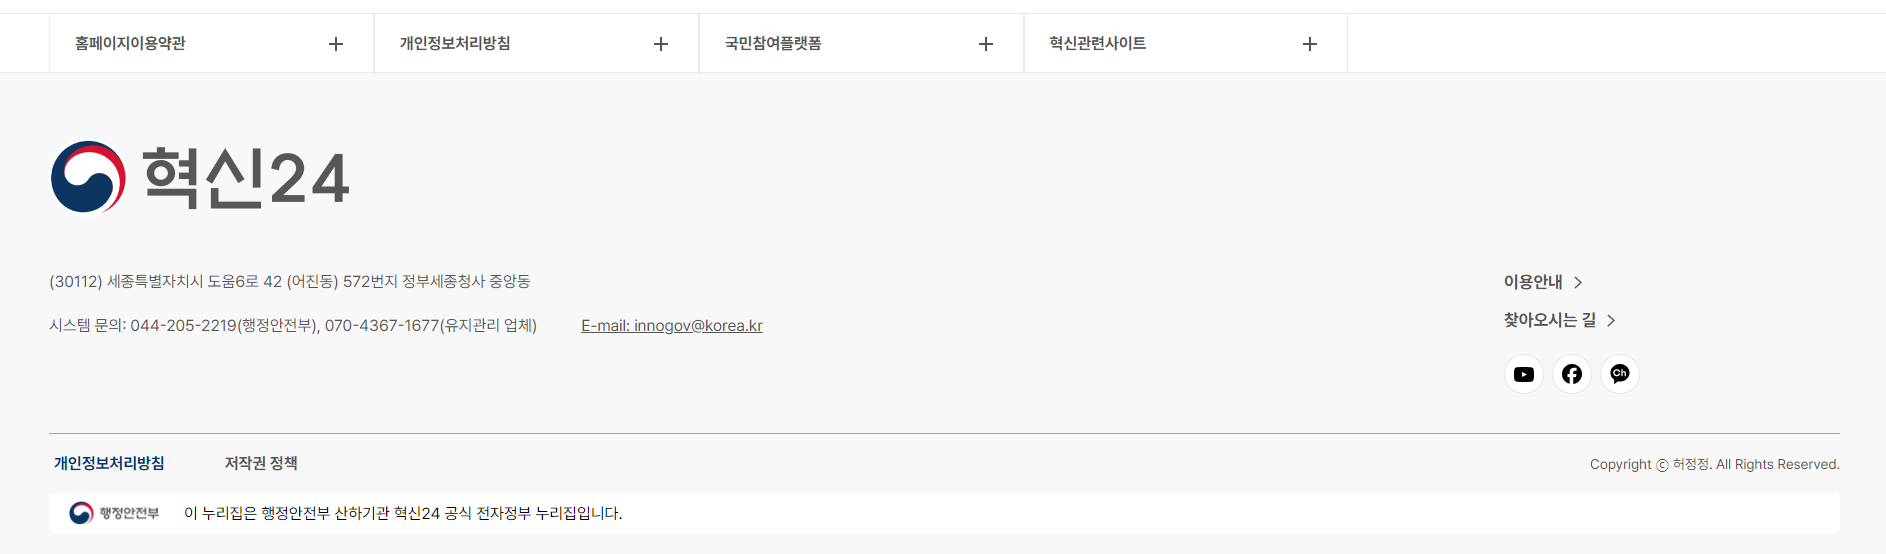 홈페이지이용약관
개인정보처리방침
국민참여플랫폼
혁신관련사이트
혁신24
(30112) 세종특별자치시 도움6로 42 (어진동) 572번지 정부세종청사 중앙동
시스템 문의: 044-205-2219(행정안전부), 070-4367-1677(유지관리 업체)
E-mail: innogov@korea.kr
이용안내
찾아오시는 길
Ch
개인정보처리방침
저작권 정책
Copyright ⓒ 허정정. All Rights Reserved.
행정안전부
이 누리집은 행정안전부 산하기관 혁신24 공식 전자정부 누리집입니다.